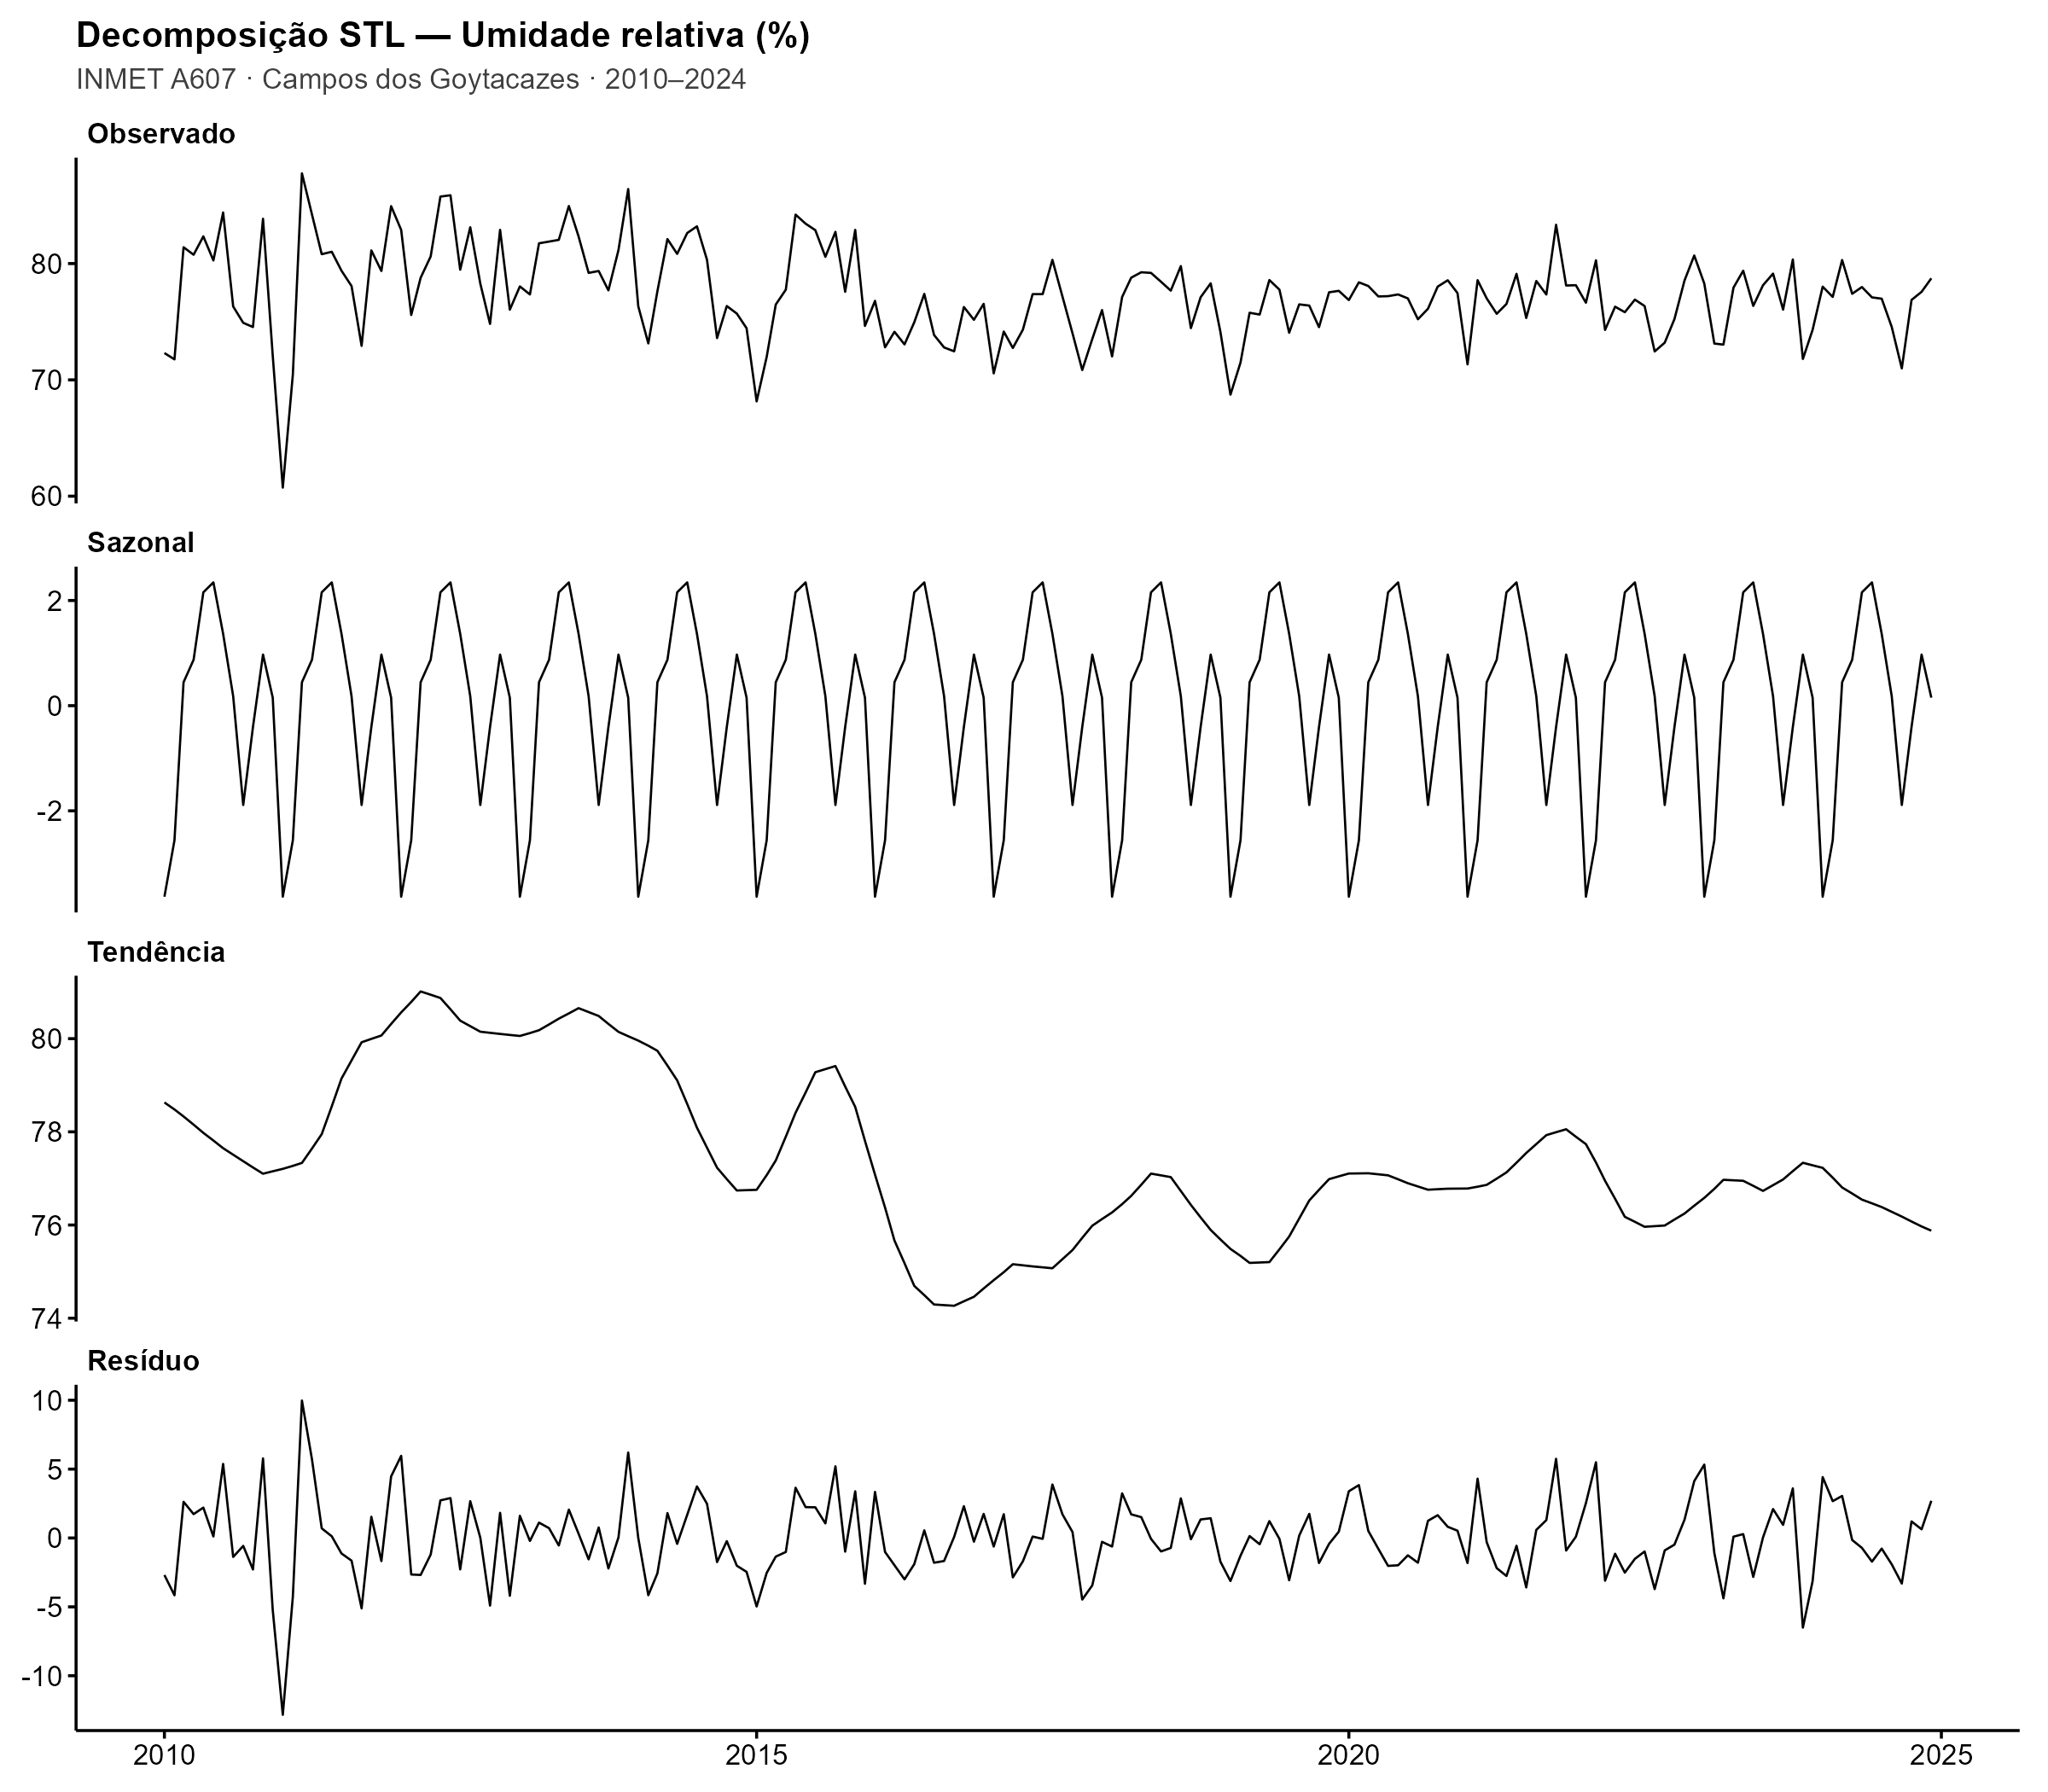 Decomposição STL — Umidade relativa (%)
INMET A607 · Campos dos Goytacazes · 2010–2024
Observado
80
70
60
Sazonal
2
0
-2
Tendência
80
78
76
74
Resíduo
10
5
0
-5
-10
2010 2015 2020 2025